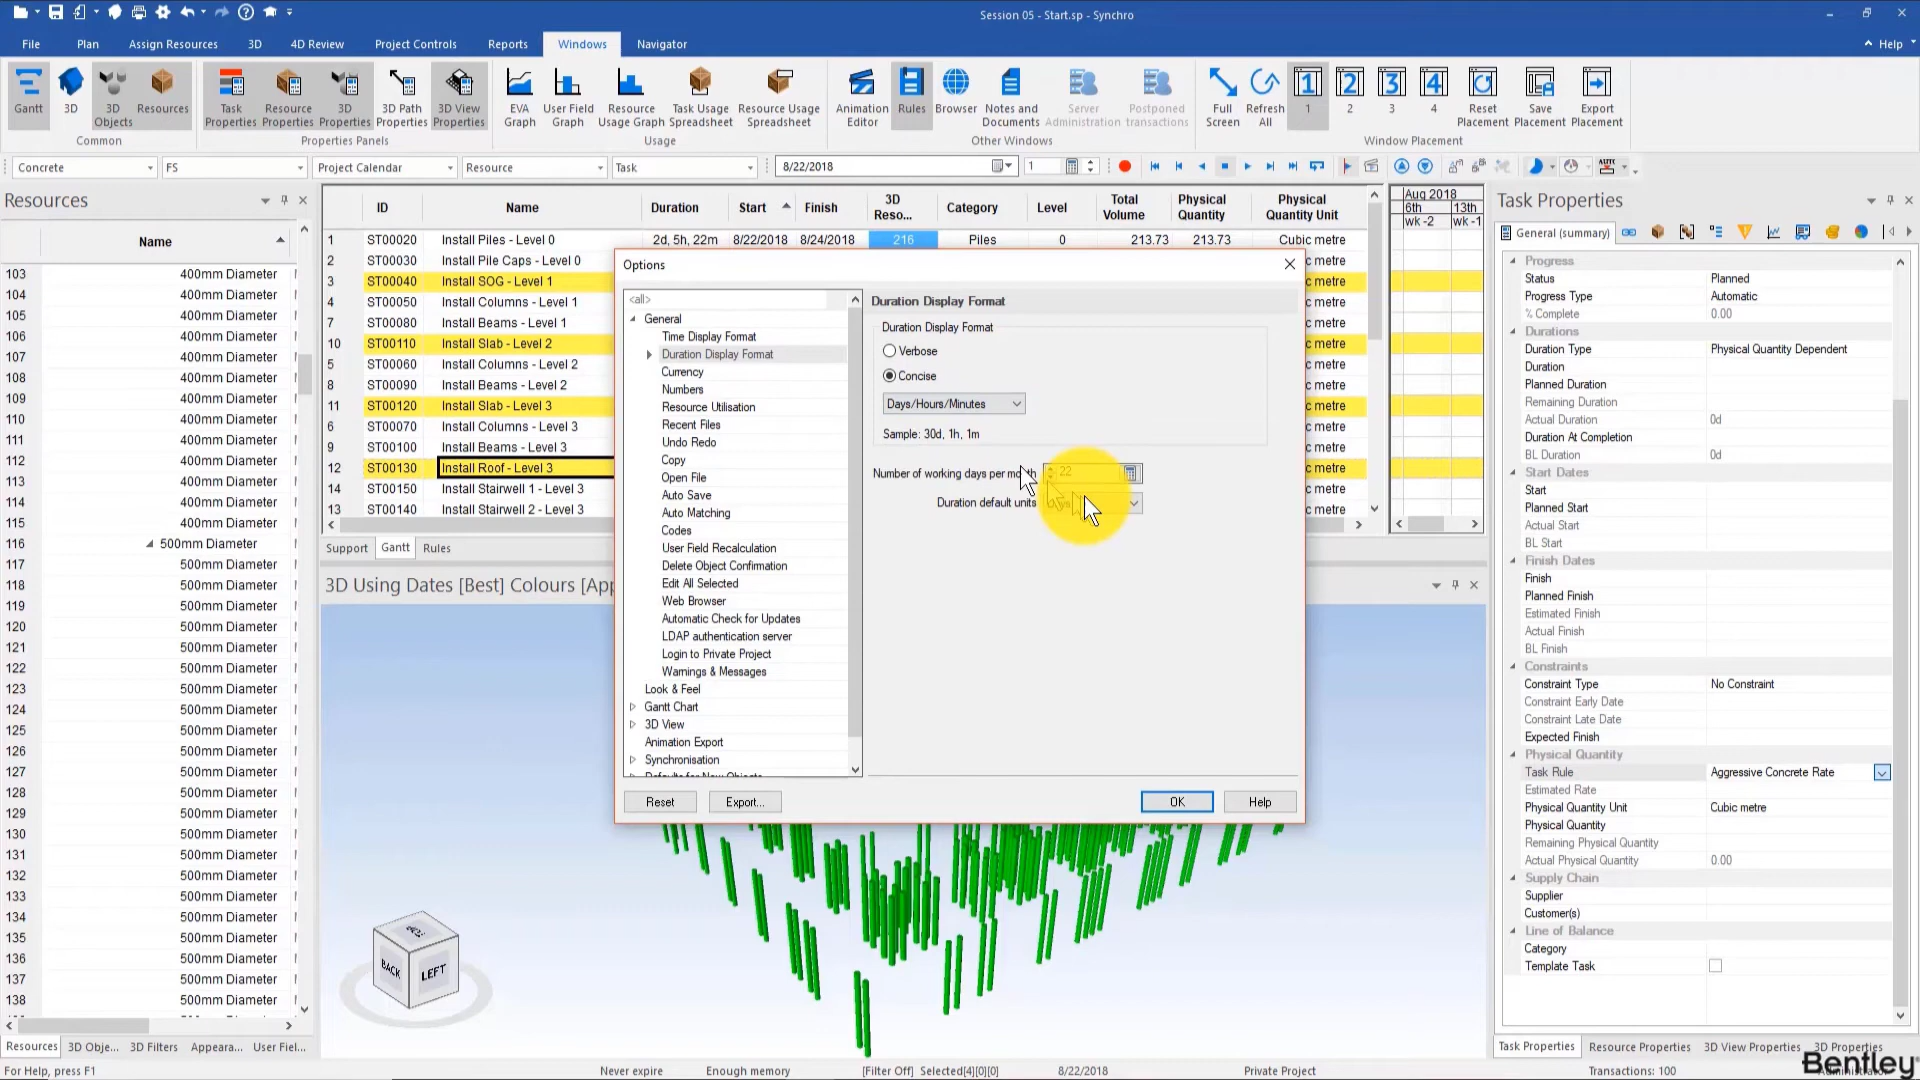 Session 05 - Start.sp - Synchro
File Plan Assign Resources 3D 4D Review Project Controls Reports Windows Navigator Help
Gantt 3D 3D Objects Resources Task Properties Resource Properties 3D Properties 3D Path Properties 3D View Properties EVA Graph User Field Graph Resource Usage Graph Task Usage Spreadsheet Resource Usage Spreadsheet Animation Editor Rules Browser Notes and Documents Server Administration Postponed transactions Full Screen Refresh All 1 2 3 4 Reset Placement Save Placement Export Placement
Common Properties Panels Usage Other Windows Window Placement
Concrete FS Project Calendar Resource Task 8/22/2018 1
Resources
Name
103 400mm Diameter
104 400mm Diameter
105 400mm Diameter
106 400mm Diameter
107 400mm Diameter
108 400mm Diameter
109 400mm Diameter
110 400mm Diameter
111 400mm Diameter
112 400mm Diameter
113 400mm Diameter
114 400mm Diameter
115 400mm Diameter
116 500mm Diameter
117 500mm Diameter
118 500mm Diameter
119 500mm Diameter
120 500mm Diameter
121 500mm Diameter
122 500mm Diameter
123 500mm Diameter
124 500mm Diameter
125 500mm Diameter
126 500mm Diameter
127 500mm Diameter
128 500mm Diameter
129 500mm Diameter
130 500mm Diameter
131 500mm Diameter
132 500mm Diameter
133 500mm Diameter
134 500mm Diameter
135 500mm Diameter
136 500mm Diameter
137 500mm Diameter
138 500mm Diameter
Resources 3D Obje... 3D Filters Appeara... User Fiel...
ID Name Duration Start Finish 3D Reso... Category Level Total Volume Physical Quantity Physical Quantity Unit
Aug 2018
6th 13th
wk -2 wk -1
1 ST00020 Install Piles - Level 0 2d, 5h, 22m 8/22/2018 8/24/2018 216 Piles 0 213.73 213.73 Cubic metre
2 ST00030 Install Pile Caps - Level 0 c metre
3 ST00040 Install SOG - Level 1 c metre
4 ST00050 Install Columns - Level 1 c metre
7 ST00080 Install Beams - Level 1 c metre
10 ST00110 Install Slab - Level 2 c metre
5 ST00060 Install Columns - Level 2 c metre
8 ST00090 Install Beams - Level 2 c metre
11 ST00120 Install Slab - Level 3 c metre
6 ST00070 Install Columns - Level 3 c metre
9 ST00100 Install Beams - Level 3 c metre
12 ST00130 Install Roof - Level 3 c metre
14 ST00150 Install Stairwell 1 - Level 3 c metre
13 ST00140 Install Stairwell 2 - Level 3 c metre
Support Gantt Rules
3D Using Dates [Best] Colours [Ap
BACK LEFT
Options
<all>
General
Time Display Format
Duration Display Format
Currency
Numbers
Resource Utilisation
Recent Files
Undo Redo
Copy
Open File
Auto Save
Auto Matching
Codes
User Field Recalculation
Delete Object Confirmation
Edit All Selected
Web Browser
Automatic Check for Updates
LDAP authentication server
Login to Private Project
Warnings & Messages
Look & Feel
Gantt Chart
3D View
Animation Export
Synchronisation
Defaults for New Objects
Duration Display Format
Duration Display Format
Verbose
Concise
Days/Hours/Minutes
Sample: 30d, 1h, 1m
Number of working days per month 22
Duration default units
Reset Export... OK Help
Task Properties
General (summary)
Progress
Status Planned
Progress Type Automatic
% Complete 0.00
Durations
Duration Type Physical Quantity Dependent
Duration
Planned Duration
Remaining Duration
Actual Duration 0d
Duration At Completion
BL Duration 0d
Start Dates
Start
Planned Start
Actual Start
BL Start
Finish Dates
Finish
Planned Finish
Estimated Finish
Actual Finish
BL Finish
Constraints
Constraint Type No Constraint
Constraint Early Date
Constraint Late Date
Expected Finish
Physical Quantity
Task Rule Aggressive Concrete Rate
Estimated Rate
Physical Quantity Unit Cubic metre
Physical Quantity
Remaining Physical Quantity
Actual Physical Quantity 0.00
Supply Chain
Supplier
Customer(s)
Line of Balance
Category
Template Task
Task Properties Resource Properties 3D View Properties 3D Properties
For Help, press F1 Never expire Enough memory [Filter Off] Selected[4][0][0] 8/22/2018 Private Project Transactions: 100
Bentley